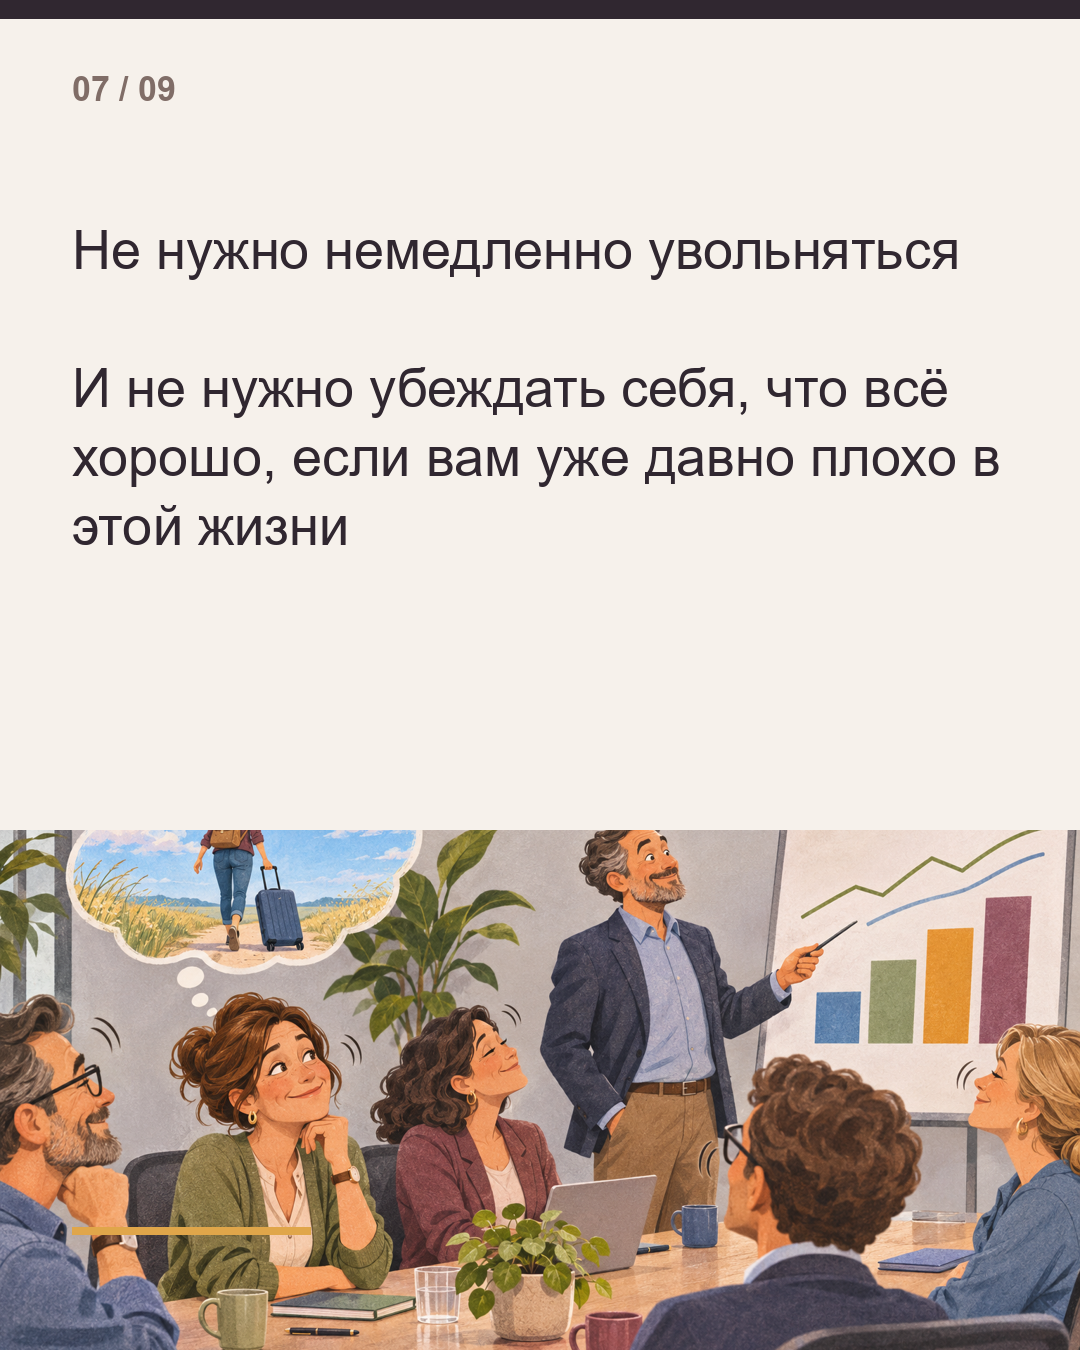 07 / 09
Не нужно немедленно увольняться
И не нужно убеждать себя, что всё
хорошо, если вам уже давно плохо в
этой жизни